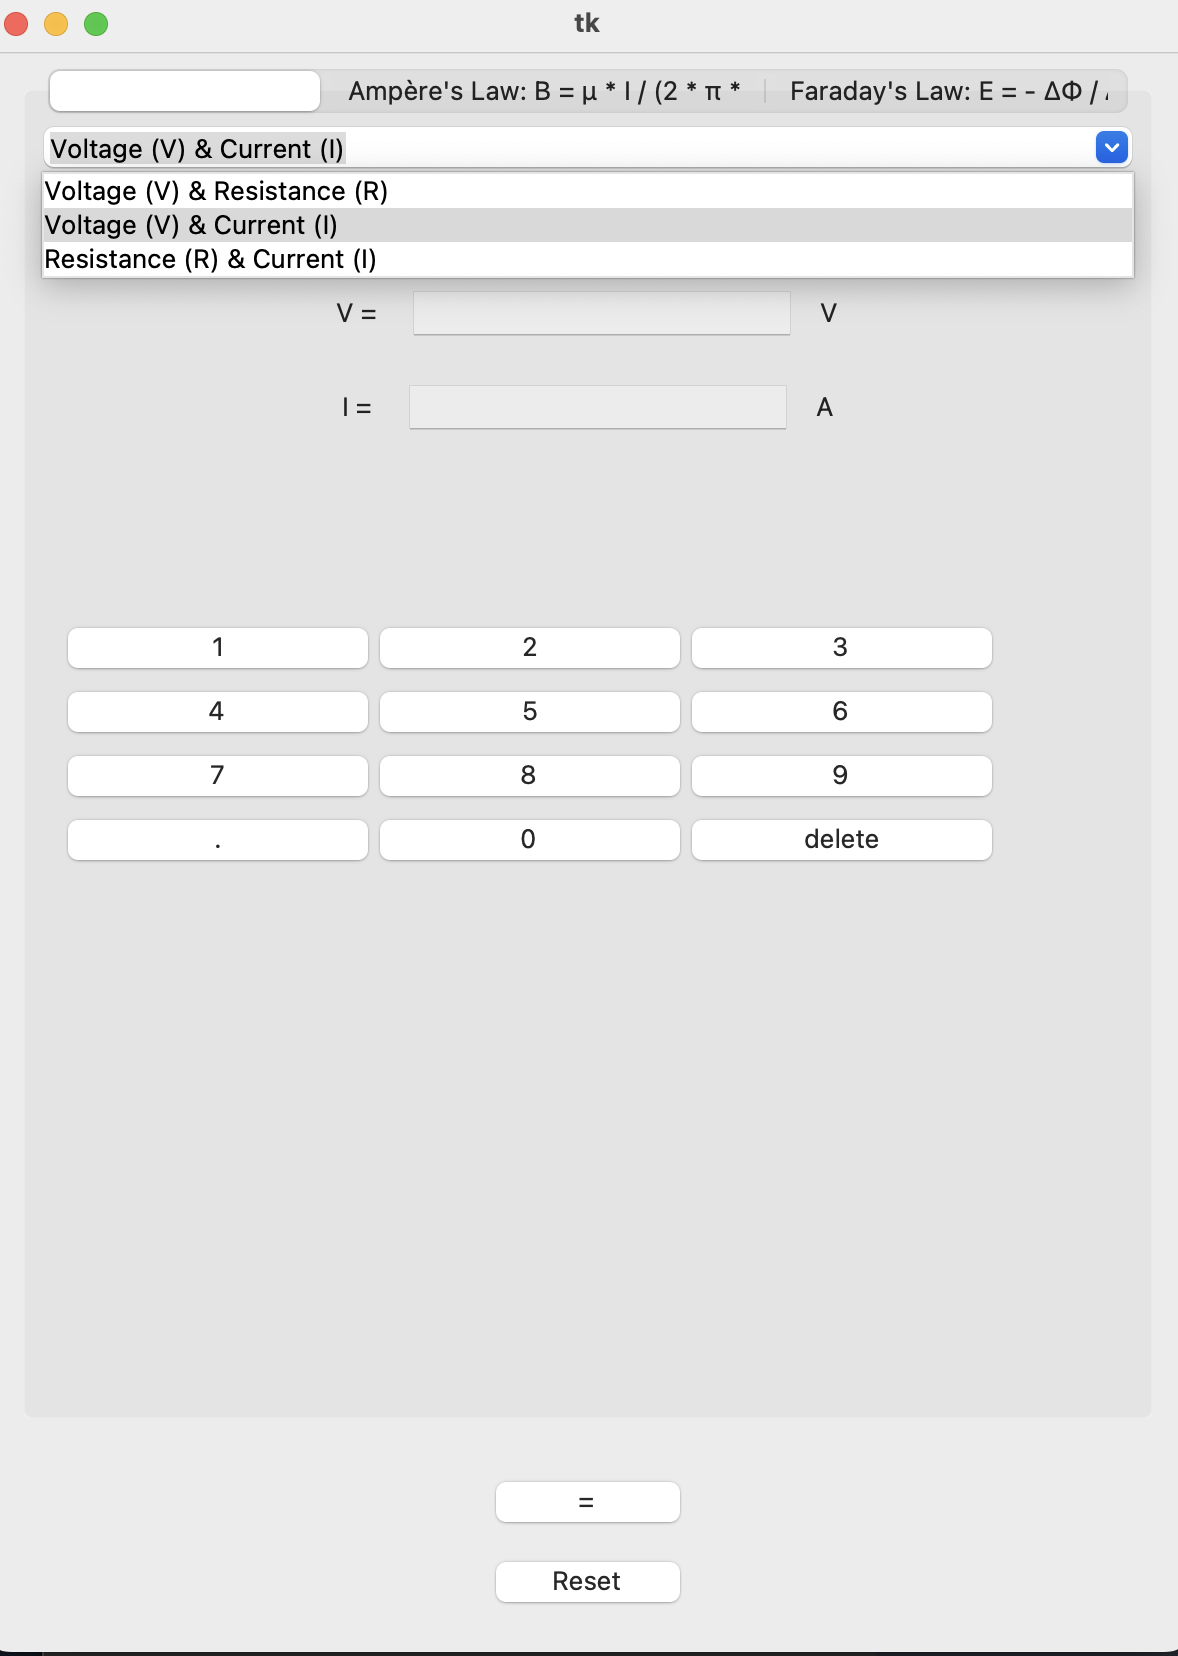 tk
Ampère's Law: B = μ * I / (2 * π *
Faraday's Law: E = - ΔΦ /
Voltage (V) & Current (I)
Voltage (V) & Resistance (R)
Voltage (V) & Current (I)
Resistance (R) & Current (I)
V = V
I = A
1 2 3
4 5 6
7 8 9
. 0 delete
=
Reset